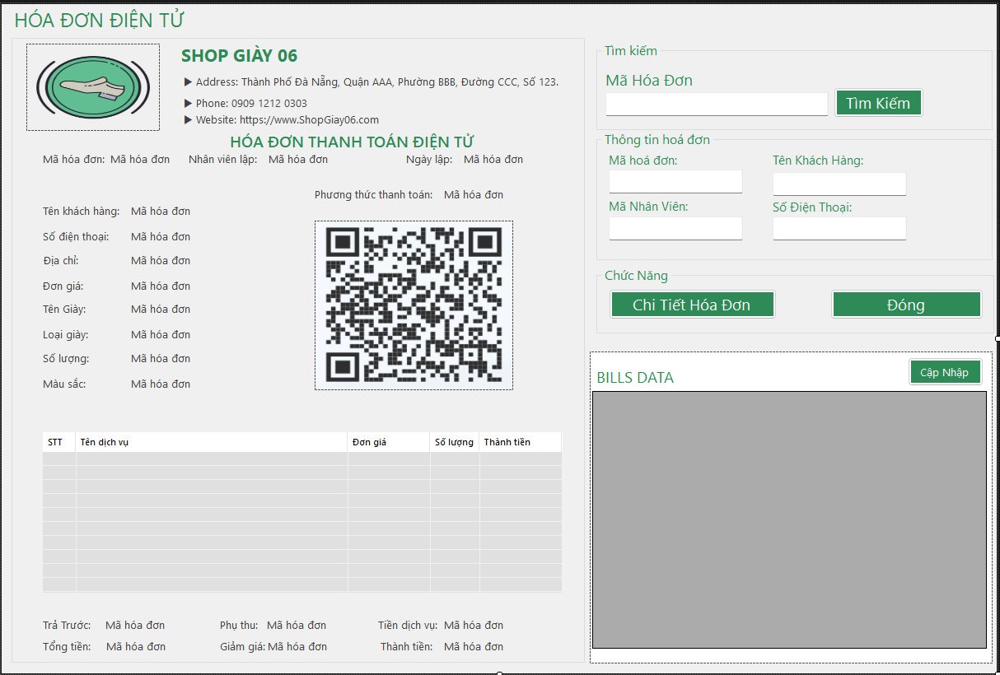 HÓA ĐƠN ĐIỆN TỬ
SHOP GIÀY 06
Address: Thành Phố Đà Nẵng, Quận AAA, Phường BBB, Đường CCC, Số 123.
Phone: 0909 1212 0303
Website: https://www.ShopGiay06.com
HÓA ĐƠN THANH TOÁN ĐIỆN TỬ
Mã hóa đơn: Mã hóa đơn Nhân viên lập: Mã hóa đơn Ngày lập: Mã hóa đơn
Phương thức thanh toán: Mã hóa đơn
Tên khách hàng: Mã hóa đơn
Số điện thoại: Mã hóa đơn
Địa chỉ: Mã hóa đơn
Đơn giá: Mã hóa đơn
Tên Giày: Mã hóa đơn
Loại giày: Mã hóa đơn
Số lượng: Mã hóa đơn
Màu sắc: Mã hóa đơn
STT Tên dịch vụ Đơn giá Số lượng Thành tiền
Trả Trước: Mã hóa đơn Phụ thu: Mã hóa đơn Tiền dịch vụ: Mã hóa đơn
Tổng tiền: Mã hóa đơn Giảm giá: Mã hóa đơn Thành tiền: Mã hóa đơn
Tìm kiếm
Mã Hóa Đơn
Tìm Kiếm
Thông tin hoá đơn
Mã hoá đơn: Tên Khách Hàng:
Mã Nhân Viên: Số Điện Thoại:
Chức Năng
Chi Tiết Hóa Đơn Đóng
BILLS DATA Cập Nhập